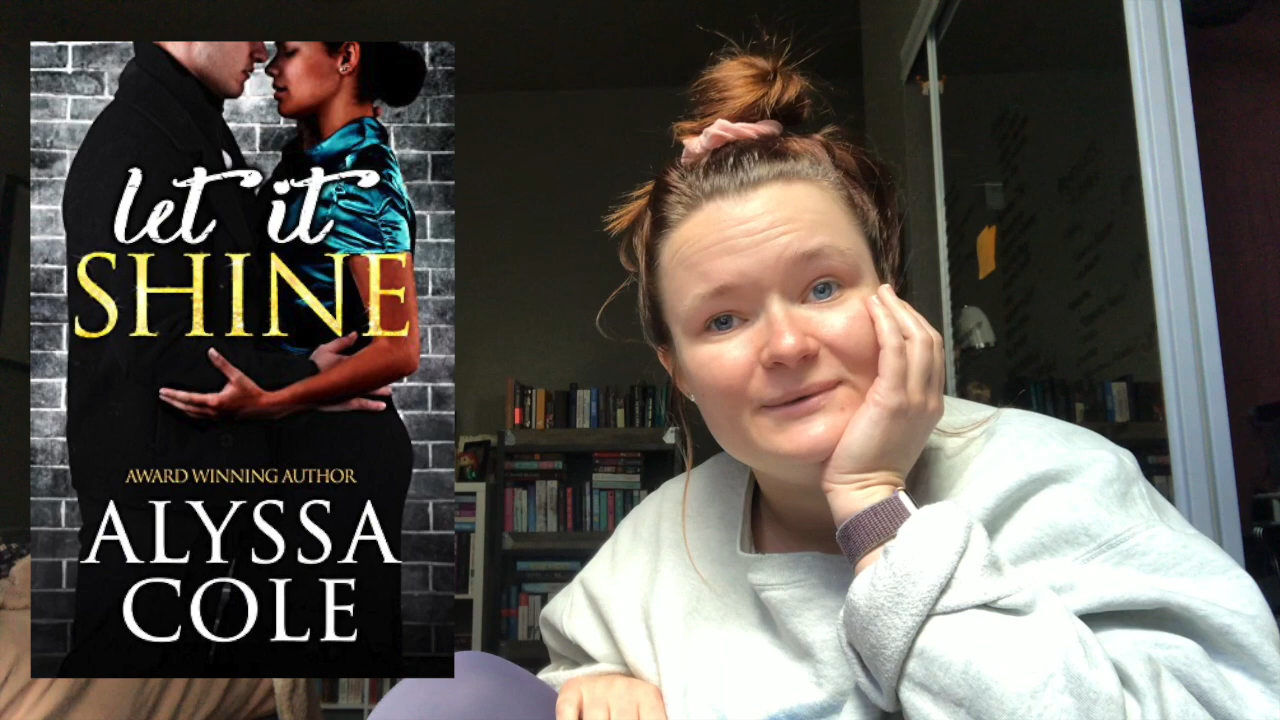 let it
SHINE
AWARD WINNING AUTHOR
ALYSSA
COLE